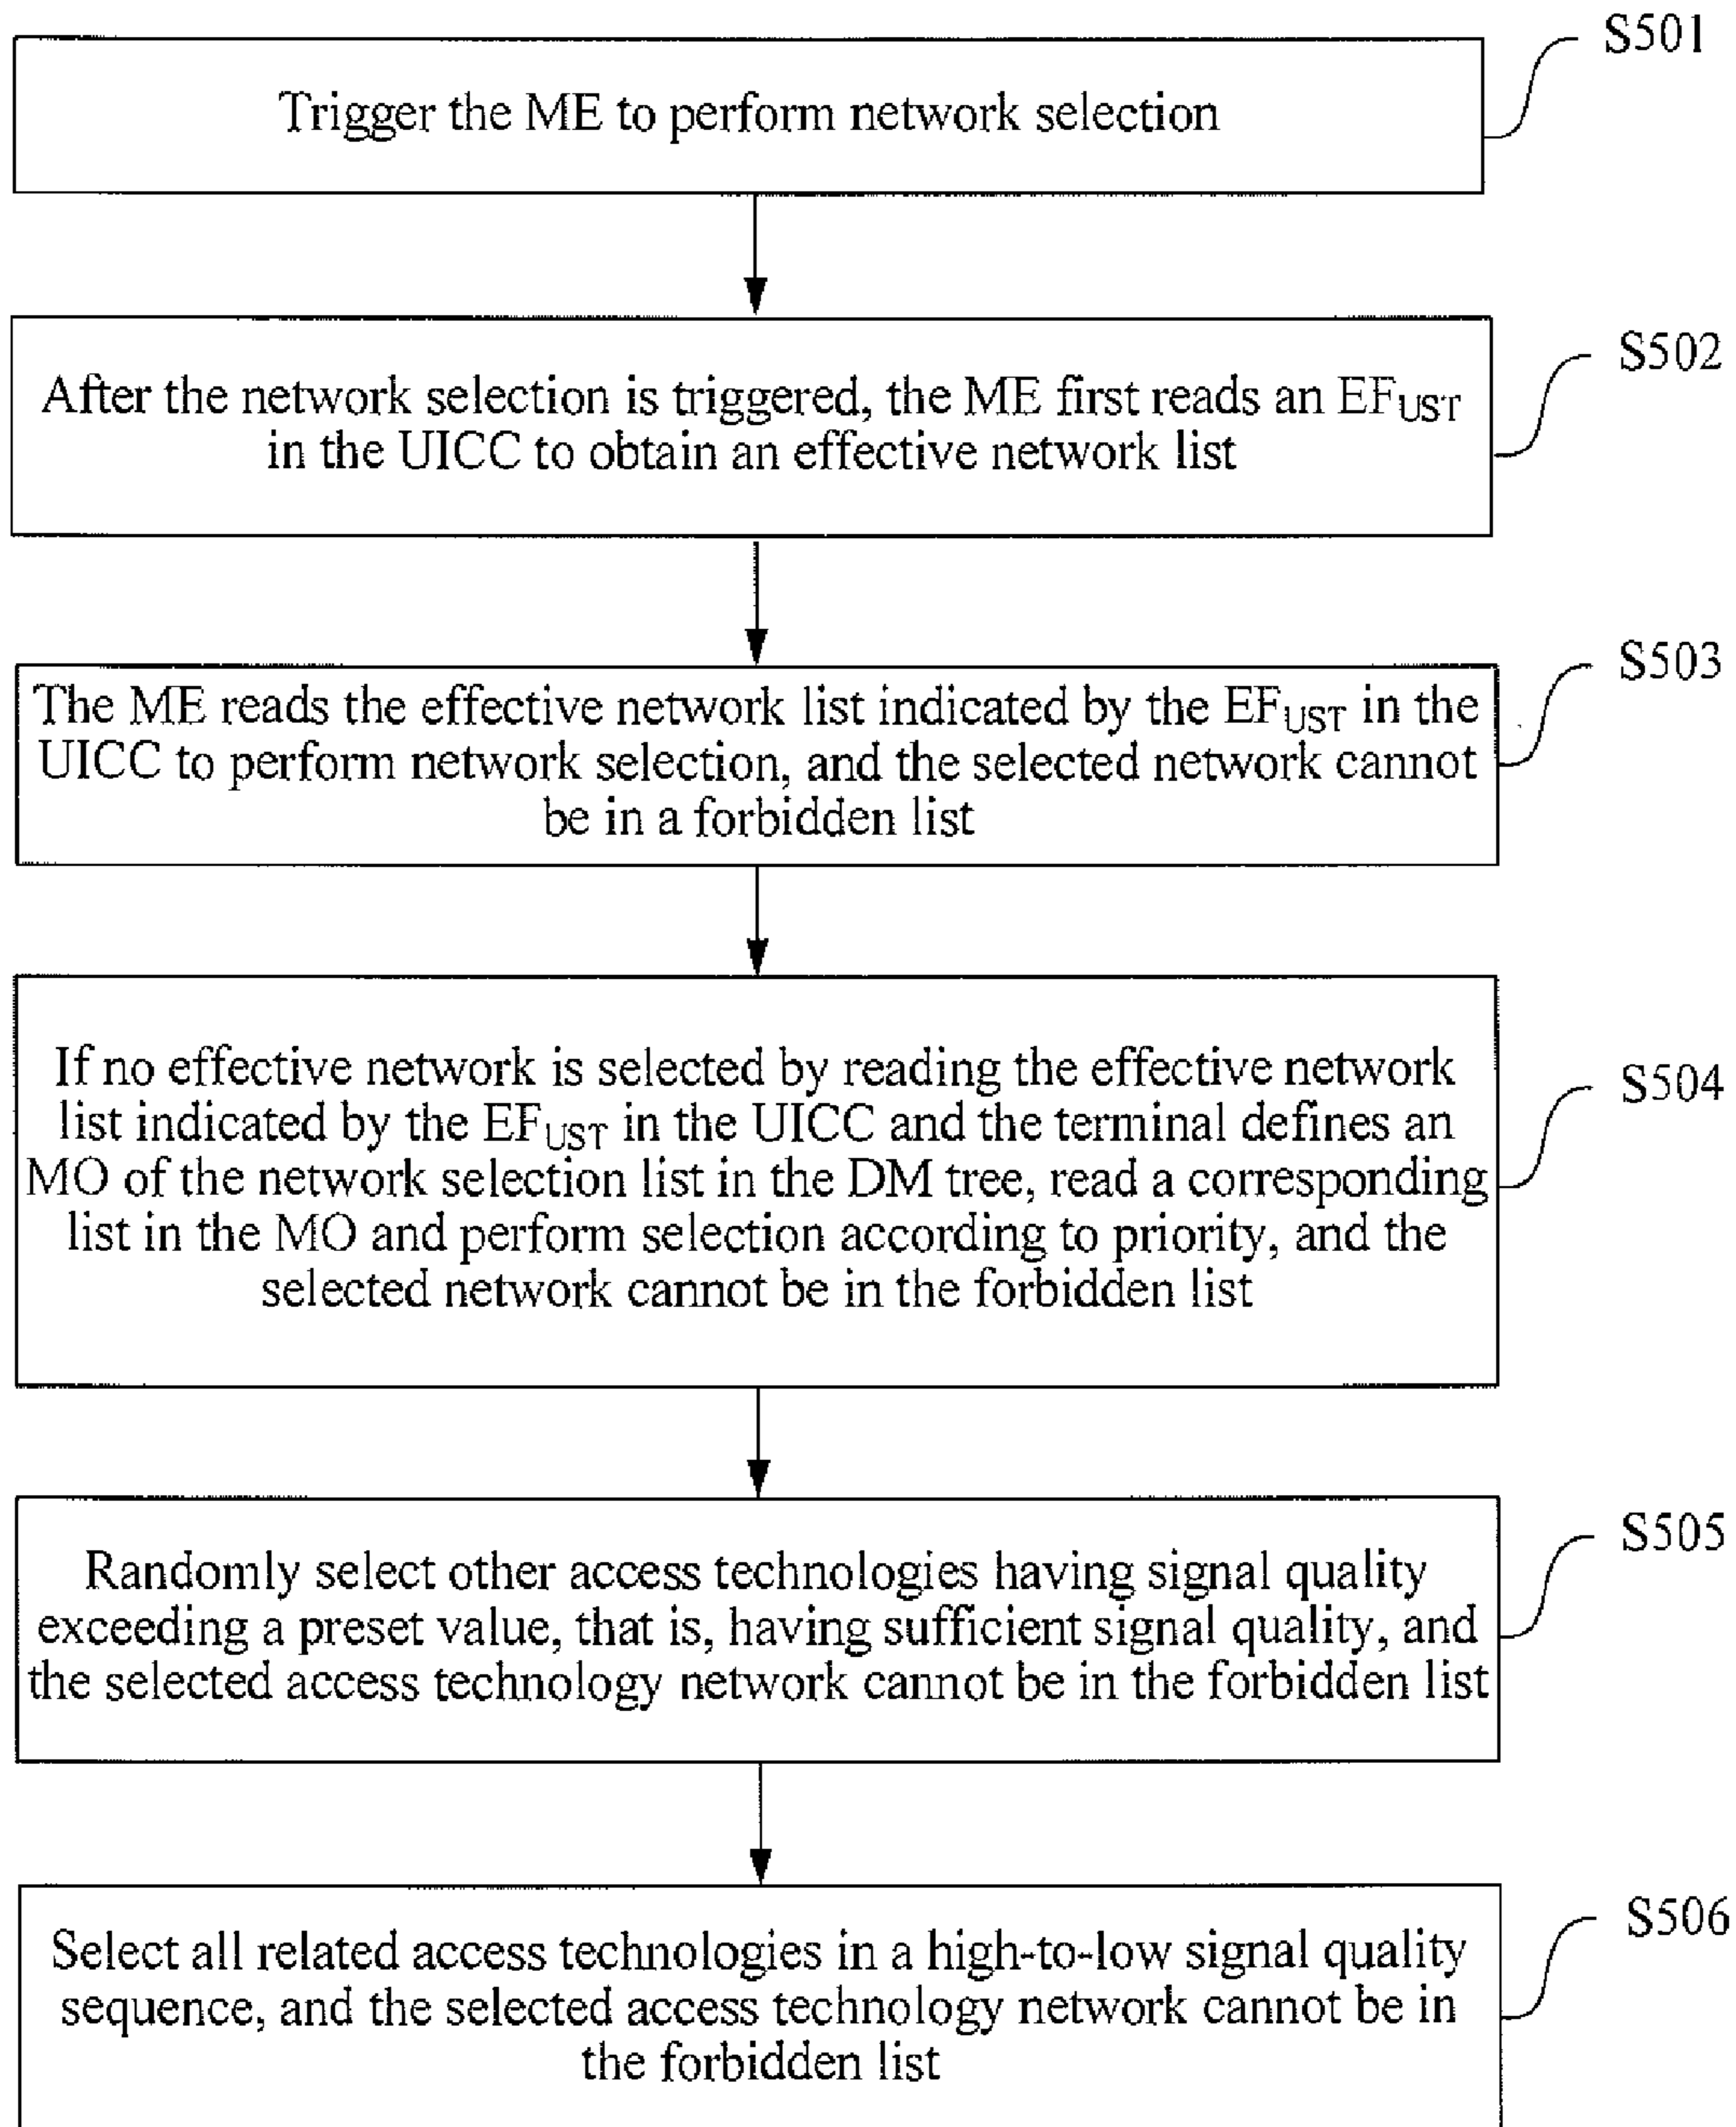 S501
Trigger the ME to perform network selection
S502
After the network selection is triggered, the ME first reads an EF_UST
in the UICC to obtain an effective network list
S503
The ME reads the effective network list indicated by the EF_UST in the
UICC to perform network selection, and the selected network cannot
be in a forbidden list
S504
If no effective network is selected by reading the effective network
list indicated by the EF_UST in the UICC and the terminal defines an
MO of the network selection list in the DM tree, read a corresponding
list in the MO and perform selection according to priority, and the
selected network cannot be in the forbidden list
S505
Randomly select other access technologies having signal quality
exceeding a preset value, that is, having sufficient signal quality, and
the selected access technology network cannot be in the forbidden list
S506
Select all related access technologies in a high-to-low signal quality
sequence, and the selected access technology network cannot be in
the forbidden list